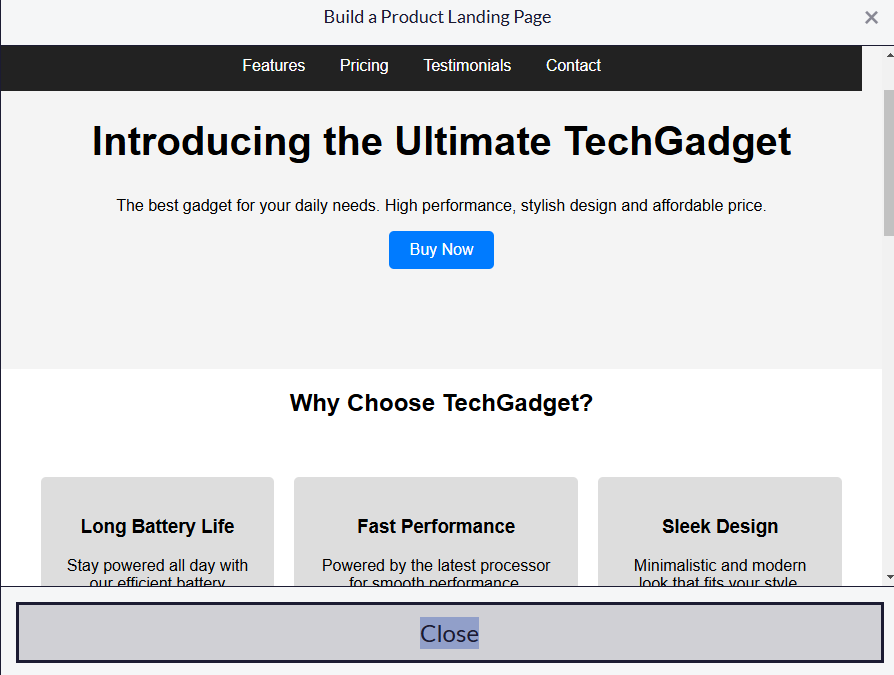 Build a Product Landing Page
×
Features Pricing Testimonials Contact
Introducing the Ultimate TechGadget
The best gadget for your daily needs. High performance, stylish design and affordable price.
Buy Now
Why Choose TechGadget?
Long Battery Life
Stay powered all day with
our efficient battery
Fast Performance
Powered by the latest processor
for smooth performance
Sleek Design
Minimalistic and modern
look that fits your style
Close